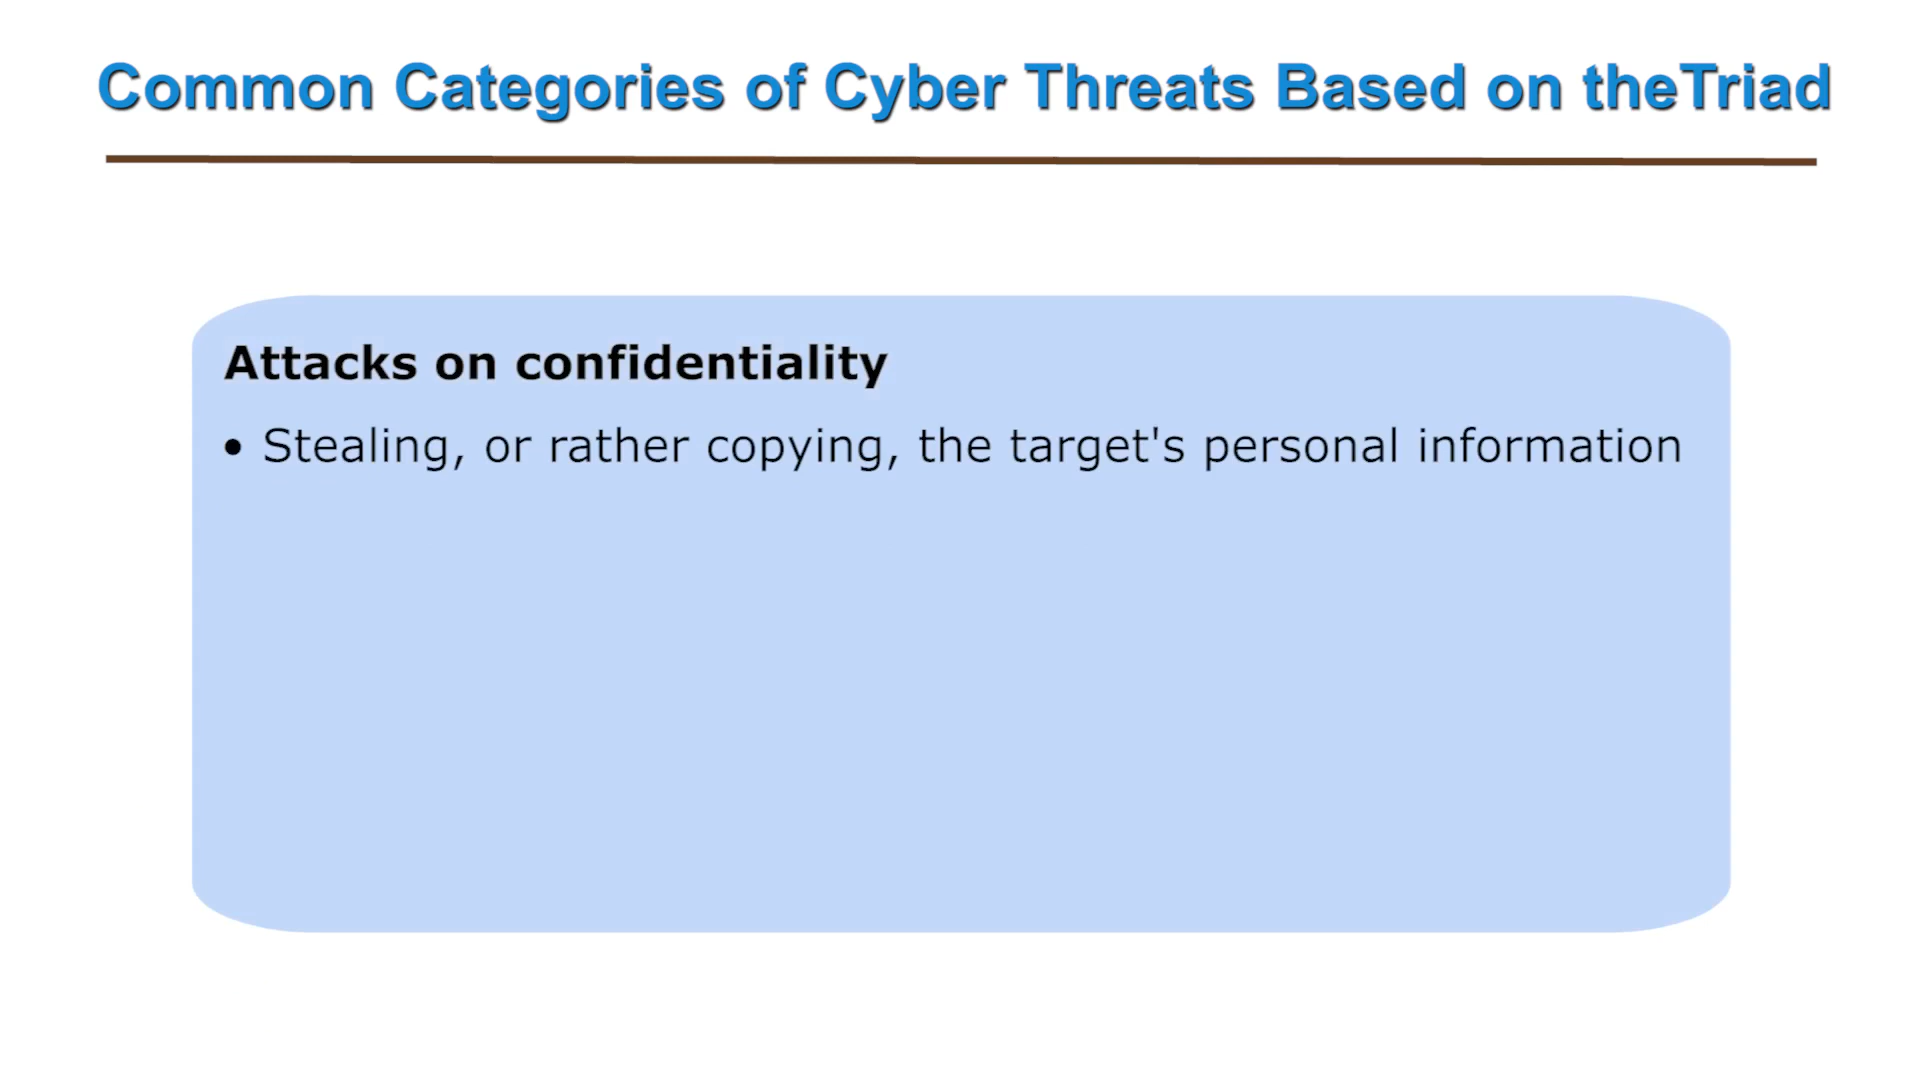 Common Categories of Cyber Threats Based on theTriad
Attacks on confidentiality
• Stealing, or rather copying, the target's personal information